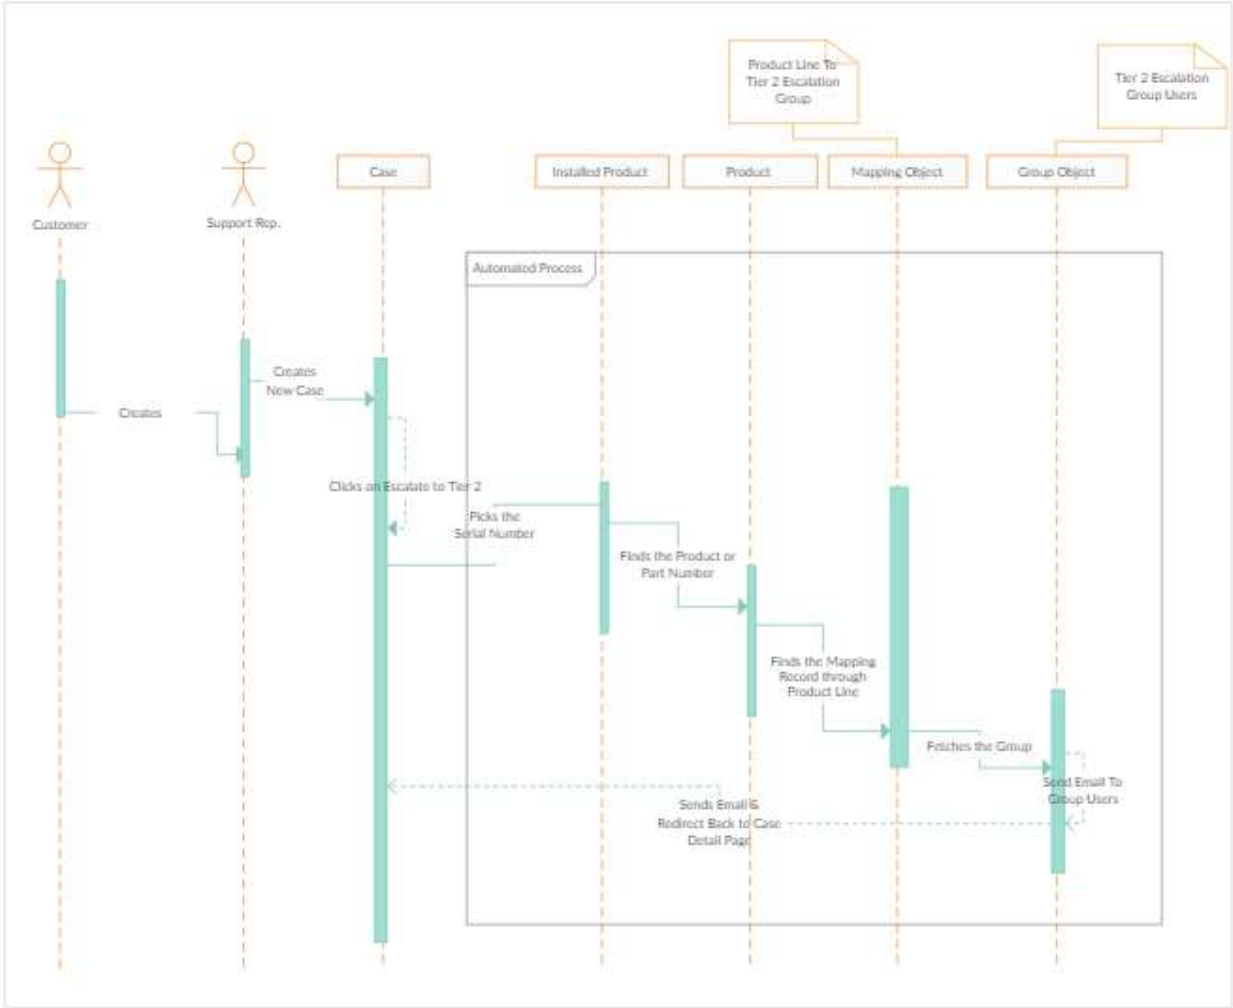 Product Line To
Tier 2 Escalation
Group
Tier 2 Escalation
Group Users
Case
Installed Product
Product
Mapping Object
Group Object
Customer
Support Rep.
Automated Process
Creates
New Case
Creates
Clicks on Escalate to Tier 2
Picks the
Serial Number
Finds the Product or
Part Number
Finds the Mapping
Record through
Product Line
Fetches the Group
Send Email To
Group Users
Sends Email &
Redirect Back to Case
Detail Page